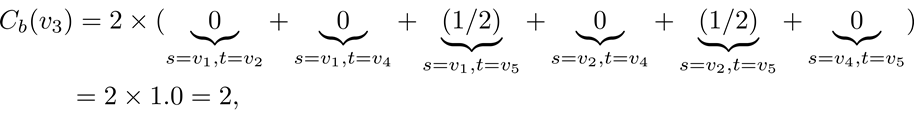 C_b(v_3) = 2 × ( 0 + 0 + (1/2) + 0 + (1/2) + 0 )
s=v_1,t=v_2 s=v_1,t=v_4 s=v_1,t=v_5 s=v_2,t=v_4 s=v_2,t=v_5 s=v_4,t=v_5
= 2 × 1.0 = 2,